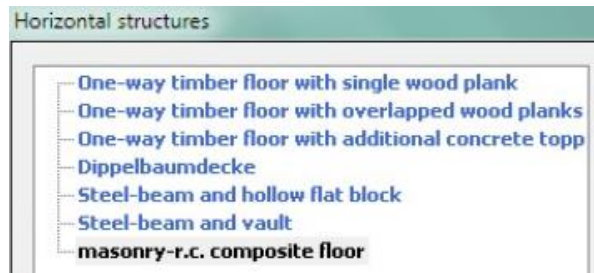 Horizontal structures
One-way timber floor with single wood plank
One-way timber floor with overlapped wood planks
One-way timber floor with additional concrete topp
Dippelbaumdecke
Steel-beam and hollow flat block
Steel-beam and vault
masonry-r.c. composite floor